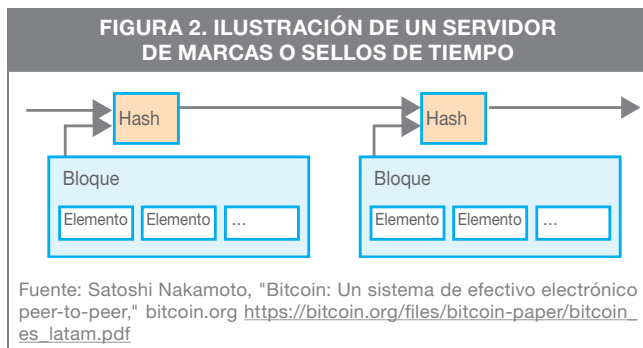 FIGURA 2. ILUSTRACIÓN DE UN SERVIDOR
DE MARCAS O SELLOS DE TIEMPO
Hash
Hash
Bloque
Bloque
Elemento Elemento ...
Elemento Elemento ...
Fuente: Satoshi Nakamoto, "Bitcoin: Un sistema de efectivo electrónico
peer-to-peer," bitcoin.org https://bitcoin.org/files/bitcoin-paper/bitcoin_
es_latam.pdf